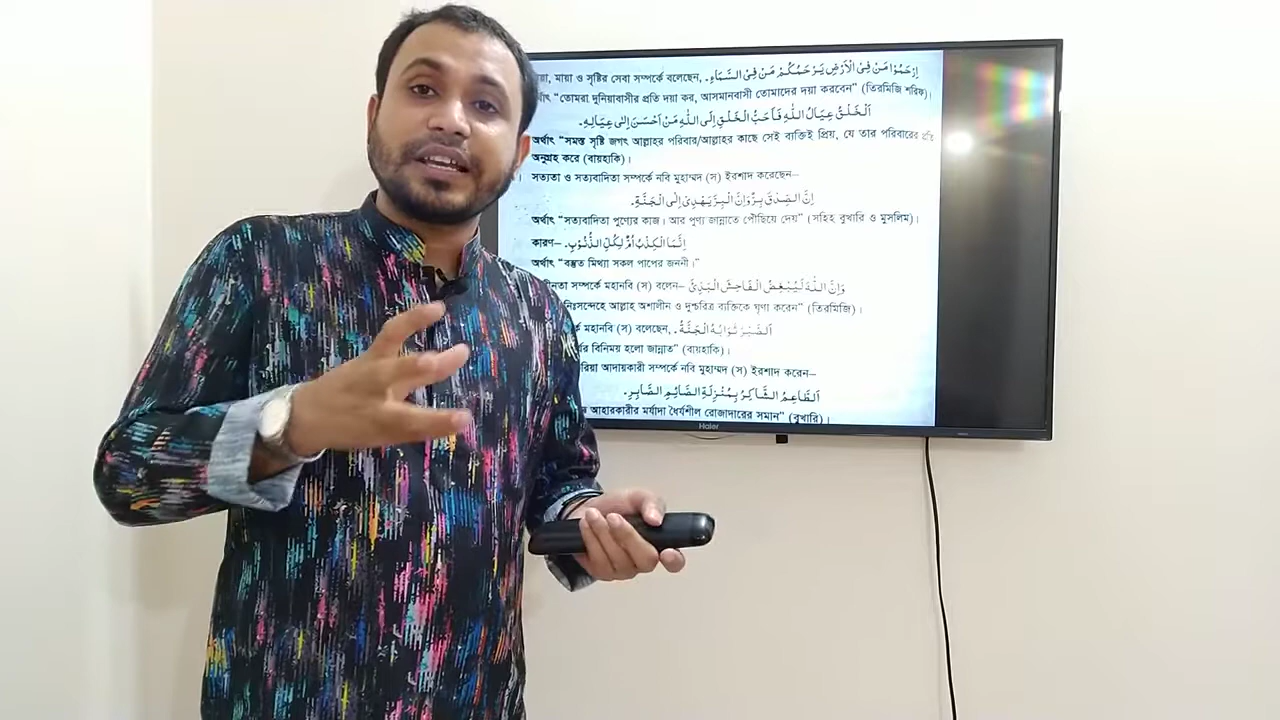 মায়া ও সৃষ্টির সেবা সম্পর্কে বলেছেন, اِرْحَمُوْا مَنْ فِى الْاَرْضِ يَرْحَمُكُمْ مَنْ فِى السَّمَاءِ.
“তোমরা দুনিয়াবাসীর প্রতি দয়া কর, আসমানবাসী তোমাদের দয়া করবেন” (তিরমিজি শরিফ)।
اَلْخَلْقُ عِيَالُ اللّٰهِ فَاَحَبُّ الْخَلْقِ اِلَى اللّٰهِ مَنْ اَحْسَنَ اِلٰى عِيَالِهٖ.
অর্থাৎ “সমস্ত সৃষ্টি জগৎ আল্লাহর পরিবার/আল্লাহর কাছে সেই ব্যক্তিই প্রিয়, যে তার পরিবারের প্রতি
অনুগ্রহ করে (বায়হাকি)।
। সত্যতা ও সত্যবাদিতা সম্পর্কে নবি মুহাম্মদ (স) ইরশাদ করেছেন–
اِنَّ الصِّدْقَ بِرٌّ وَاِنَّ الْبِرَّ يَهْدِىْ اِلَى الْجَنَّةِ.
অর্থাৎ “সত্যবাদিতা পুণ্যের কাজ। আর পুণ্য জান্নাতে পৌঁছিয়ে দেয়” (সহিহ বুখারি ও মুসলিম)।
কারণ– اِنَّمَا الْكِذْبُ اُمٌّ لِكُلِّ الذُّنُوْبِ.
অর্থাৎ “বস্তুত মিথ্যা সকল পাপের জননী।”
সম্পর্কে মহানবি (স) বলেন– وَاِنَّ اللّٰهَ لَيُبْغِضُ الْفَاحِشَ الْبَذِىَّ
নিঃসন্দেহে আল্লাহ অশালীন ও দুশ্চরিত্র ব্যক্তিকে ঘৃণা করেন” (তিরমিজি)।
মহানবি (স) বলেছেন, اَلصَّبْرُ ثَوَابُهُ الْجَنَّةُ.
বিনিময় হলো জান্নাত” (বায়হাকি)।
আদায়কারী সম্পর্কে নবি মুহাম্মদ (স) ইরশাদ করেন–
اَلطَّاعِمُ الشَّاكِرُ بِمَنْزِلَةِ الصَّائِمِ الصَّابِرِ.
আহারকারীর মর্যাদা ধৈর্যশীল রোজাদারের সমান” (বুখারি)।
Haier